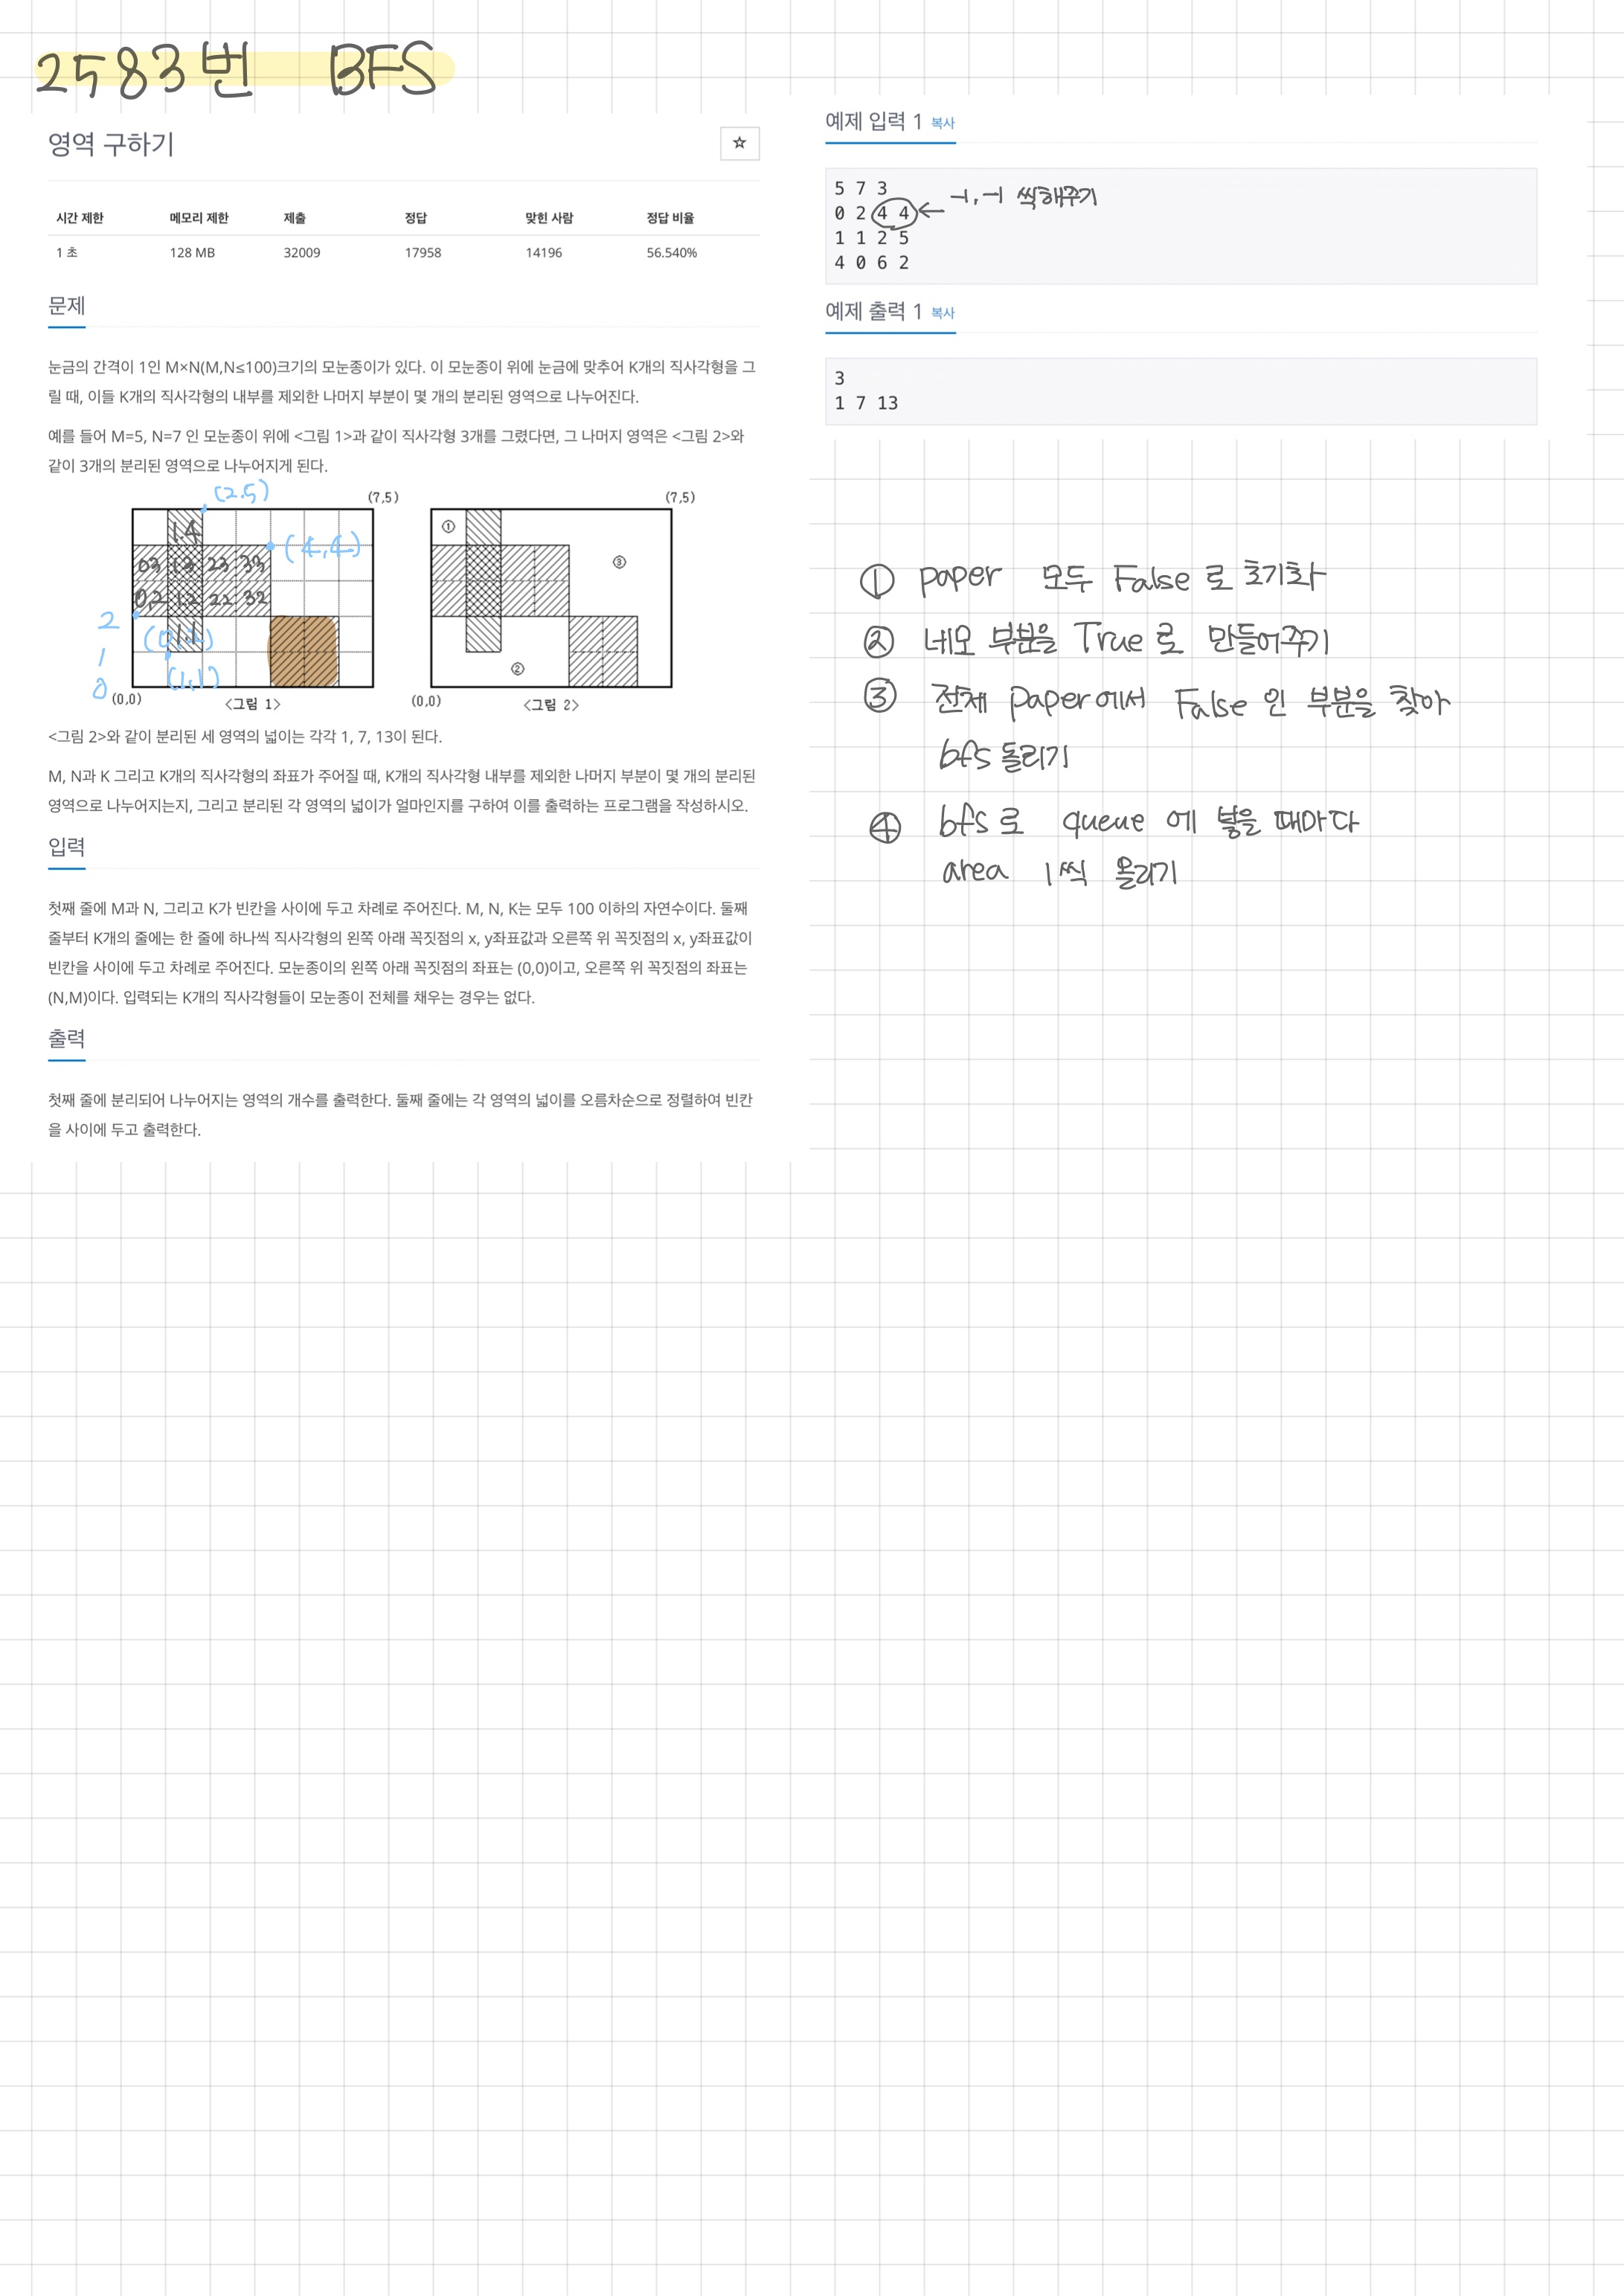 2583번 BFS
영역 구하기
☆
시간 제한 메모리 제한 제출 정답 맞힌 사람 정답 비율
1 초 128 MB 32009 17958 14196 56.540%
문제
눈금의 간격이 1인 M×N(M,N≤100)크기의 모눈종이가 있다. 이 모눈종이 위에 눈금에 맞추어 K개의 직사각형을 그
릴 때, 이들 K개의 직사각형의 내부를 제외한 나머지 부분이 몇 개의 분리된 영역으로 나누어진다.
예를 들어 M=5, N=7 인 모눈종이 위에 <그림 1>과 같이 직사각형 3개를 그렸다면, 그 나머지 영역은 <그림 2>와
같이 3개의 분리된 영역으로 나누어지게 된다.
(2.5)
(7,5)
1.4
(4,4)
03 13 23 33
0,2 1.2 22 32
2
1.1
1
(1,1)
0
(0,0)
<그림 1>
(7,5)
①
③
②
(0,0)
<그림 2>
<그림 2>와 같이 분리된 세 영역의 넓이는 각각 1, 7, 13이 된다.
M, N과 K 그리고 K개의 직사각형의 좌표가 주어질 때, K개의 직사각형 내부를 제외한 나머지 부분이 몇 개의 분리된
영역으로 나누어지는지, 그리고 분리된 각 영역의 넓이가 얼마인지를 구하여 이를 출력하는 프로그램을 작성하시오.
입력
첫째 줄에 M과 N, 그리고 K가 빈칸을 사이에 두고 차례로 주어진다. M, N, K는 모두 100 이하의 자연수이다. 둘째
줄부터 K개의 줄에는 한 줄에 하나씩 직사각형의 왼쪽 아래 꼭짓점의 x, y좌표값과 오른쪽 위 꼭짓점의 x, y좌표값이
빈칸을 사이에 두고 차례로 주어진다. 모눈종이의 왼쪽 아래 꼭짓점의 좌표는 (0,0)이고, 오른쪽 위 꼭짓점의 좌표는
(N,M)이다. 입력되는 K개의 직사각형들이 모눈종이 전체를 채우는 경우는 없다.
출력
첫째 줄에 분리되어 나누어지는 영역의 개수를 출력한다. 둘째 줄에는 각 영역의 넓이를 오름차순으로 정렬하여 빈칸
을 사이에 두고 출력한다.
예제 입력 1 복사
5 7 3
0 2 4 4 ← -1, -1 씩해주기
1 1 2 5
4 0 6 2
예제 출력 1 복사
3
1 7 13
① paper 모두 False 로 초기화
② 네모 부분을 True 로 만들어주기
③ 전체 paper에서 False 인 부분을 찾아
bfs 돌리기
④ bfs로 queue 에 넣을 때마다
area 1씩 올리기